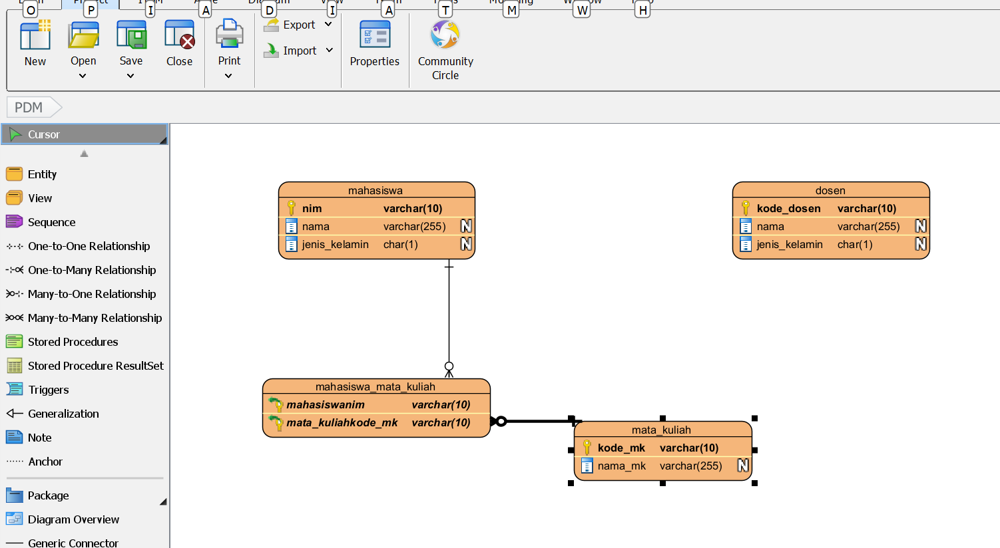 O P I A D I A T M W H
New
Open
Save
Close
Print
Export
Import
Properties
Community
Circle
PDM
Cursor
Entity
View
Sequence
One-to-One Relationship
One-to-Many Relationship
Many-to-One Relationship
Many-to-Many Relationship
Stored Procedures
Stored Procedure ResultSet
Triggers
Generalization
Note
Anchor
Package
Diagram Overview
Generic Connector
mahasiswa
nim varchar(10)
nama varchar(255) N
jenis_kelamin char(1) N
dosen
kode_dosen varchar(10)
nama varchar(255) N
jenis_kelamin char(1) N
mahasiswa_mata_kuliah
mahasiswanim varchar(10)
mata_kuliahkode_mk varchar(10)
mata_kuliah
kode_mk varchar(10)
nama_mk varchar(255) N